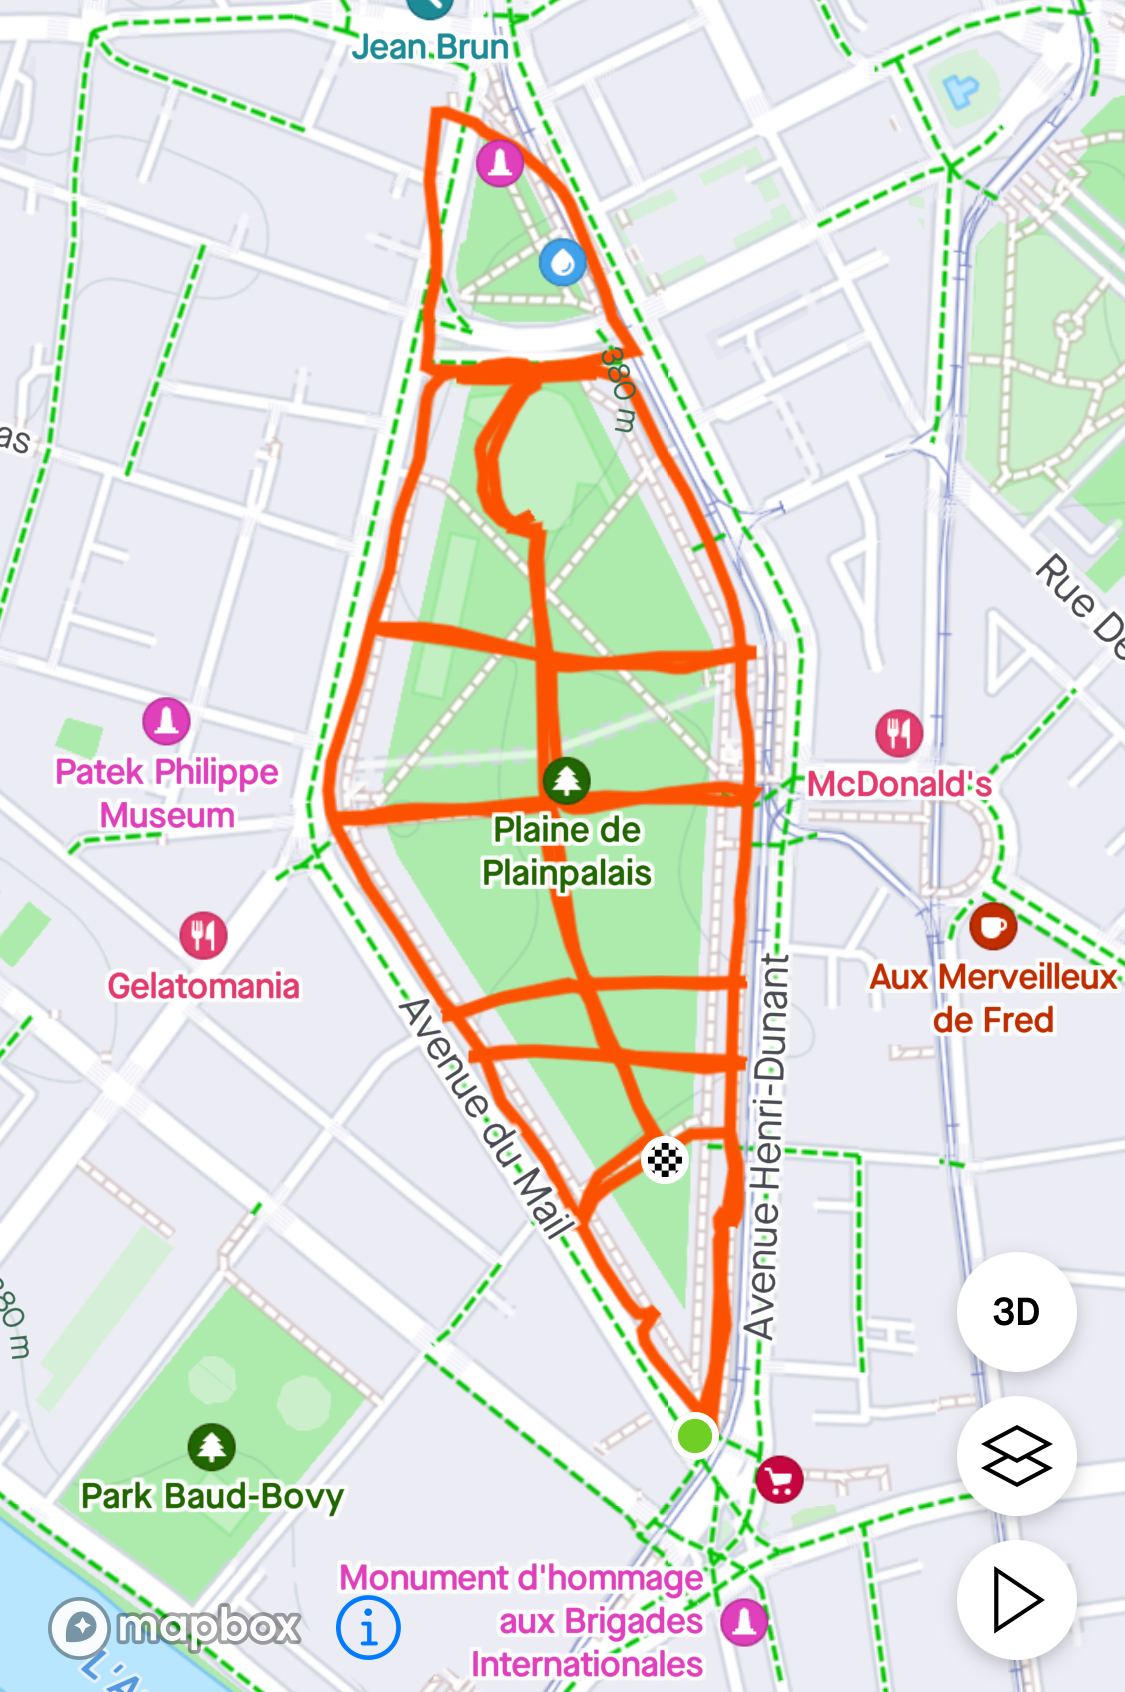 Jean Brun
380 m
as
Rue De
Patek Philippe
Museum
McDonald's
Plaine de
Plainpalais
Gelatomania
Aux Merveilleux
de Fred
Avenue du Mail
Avenue Henri-Dunant
380 m
3D
Park Baud-Bovy
Monument d'hommage
aux Brigades
Internationales
mapbox
L'A